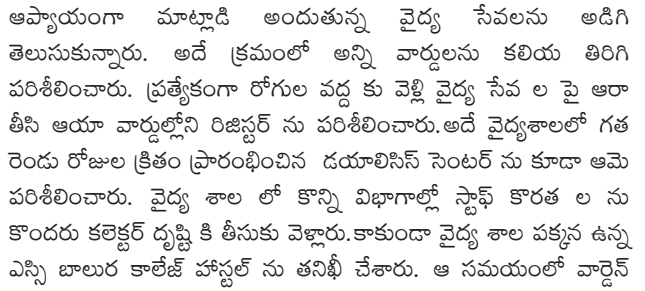 ఆప్యాయంగా మాట్లాడి అందుతున్న వైద్య సేవలను అడిగి
తెలుసుకున్నారు. అదే క్రమంలో అన్ని వార్డులను కలియ తిరిగి
పరిశీలించారు. ప్రత్యేకంగా రోగుల వద్ద కు వెళ్లి వైద్య సేవ ల పై ఆరా
తీసి ఆయా వార్డుల్లోని రిజిస్టర్ ను పరిశీలించారు.అదే వైద్యశాలలో గత
రెండు రోజుల క్రితం ప్రారంభించిన డయాలిసిస్ సెంటర్ ను కూడా ఆమె
పరిశీలించారు. వైద్య శాల లో కొన్ని విభాగాల్లో స్టాఫ్ కొరత ల ను
కొందరు కలెక్టర్ దృష్టి కి తీసుకు వెళ్లారు.కాకుండా వైద్య శాల పక్కన ఉన్న
ఎస్సి బాలుర కాలేజ్ హాస్టల్ ను తనిఖీ చేశారు. ఆ సమయంలో వార్డెన్